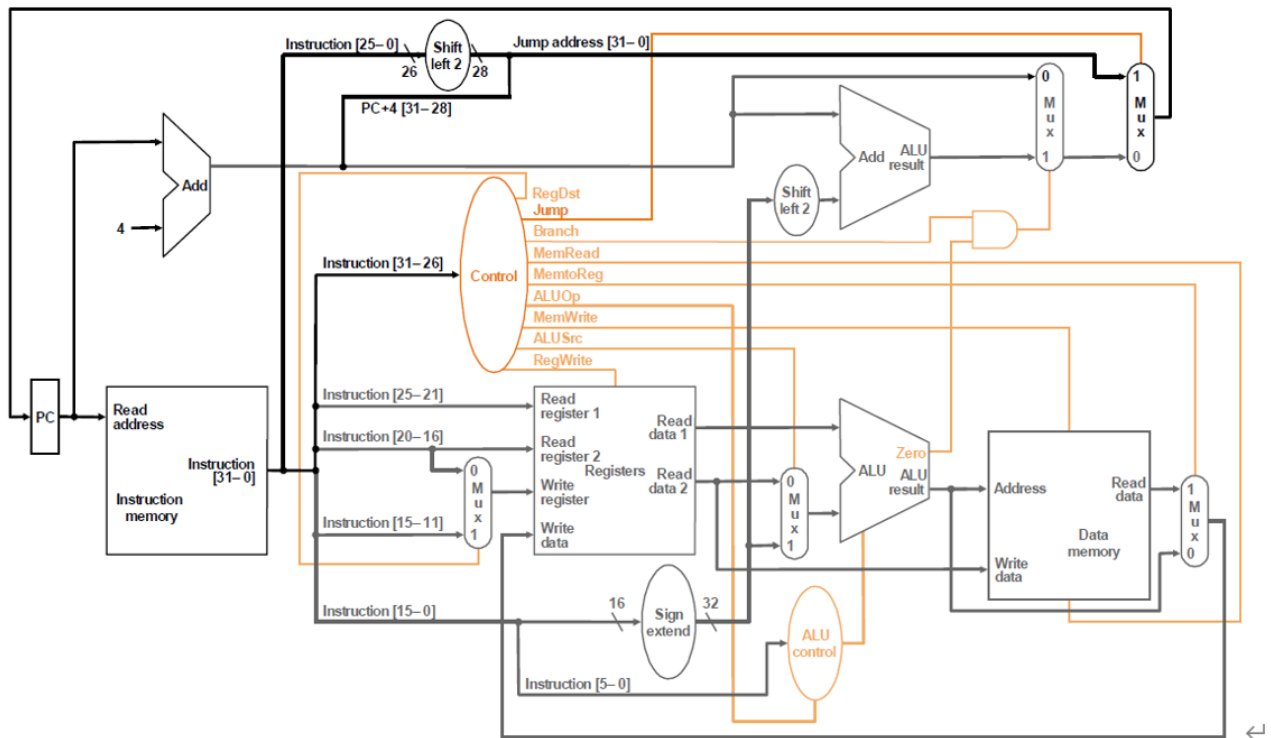 Instruction [25–0]
Shift
left 2
Jump address [31–0]
26
28
PC+4 [31–28]
Add
4
0
M
u
x
1
1
M
u
x
0
Add
ALU
result
Shift
left 2
RegDst
Jump
Branch
MemRead
MemtoReg
ALUOp
MemWrite
ALUSrc
RegWrite
Instruction [31–26]
Control
PC
Read
address
Instruction
[31–0]
Instruction
memory
Instruction [25–21]
Instruction [20–16]
Instruction [15–11]
0
M
u
x
1
Read
register 1
Read
register 2
Registers
Write
register
Write
data
Read
data 1
Read
data 2
0
M
u
x
1
Zero
ALU
ALU
result
Address
Read
data
Data
memory
Write
data
1
M
u
x
0
Instruction [15–0]
16
Sign
extend
32
ALU
control
Instruction [5–0]